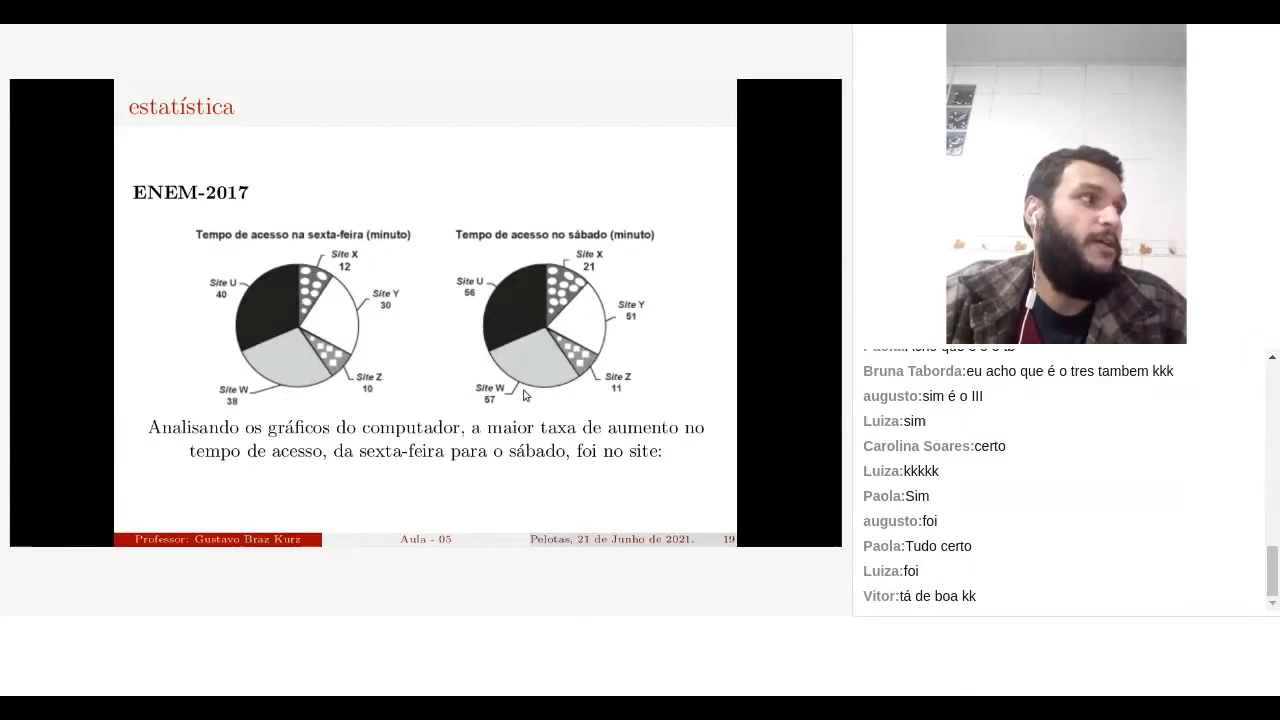 estatística
ENEM-2017
Tempo de acesso na sexta-feira (minuto)
Site X
12
Site U
40
Site Y
30
Site Z
10
Site W
38
Tempo de acesso no sábado (minuto)
Site X
21
Site U
56
Site Y
51
Site Z
11
Site W
57
Analisando os gráficos do computador, a maior taxa de aumento no
tempo de acesso, da sexta-feira para o sábado, foi no site:
Professor: Gustavo Braz Kurz Aula - 05 Pelotas, 21 de Junho de 2021. 19
Bruna Taborda:eu acho que é o tres tambem kkk
augusto:sim é o III
Luiza:sim
Carolina Soares:certo
Luiza:kkkkk
Paola:Sim
augusto:foi
Paola:Tudo certo
Luiza:foi
Vitor:tá de boa kk